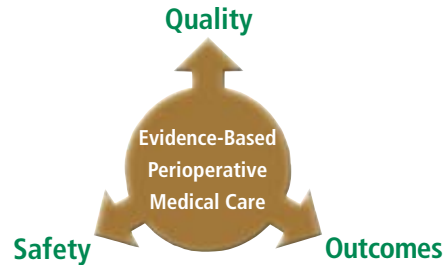 Quality
Evidence-Based
Perioperative
Medical Care
Safety
Outcomes